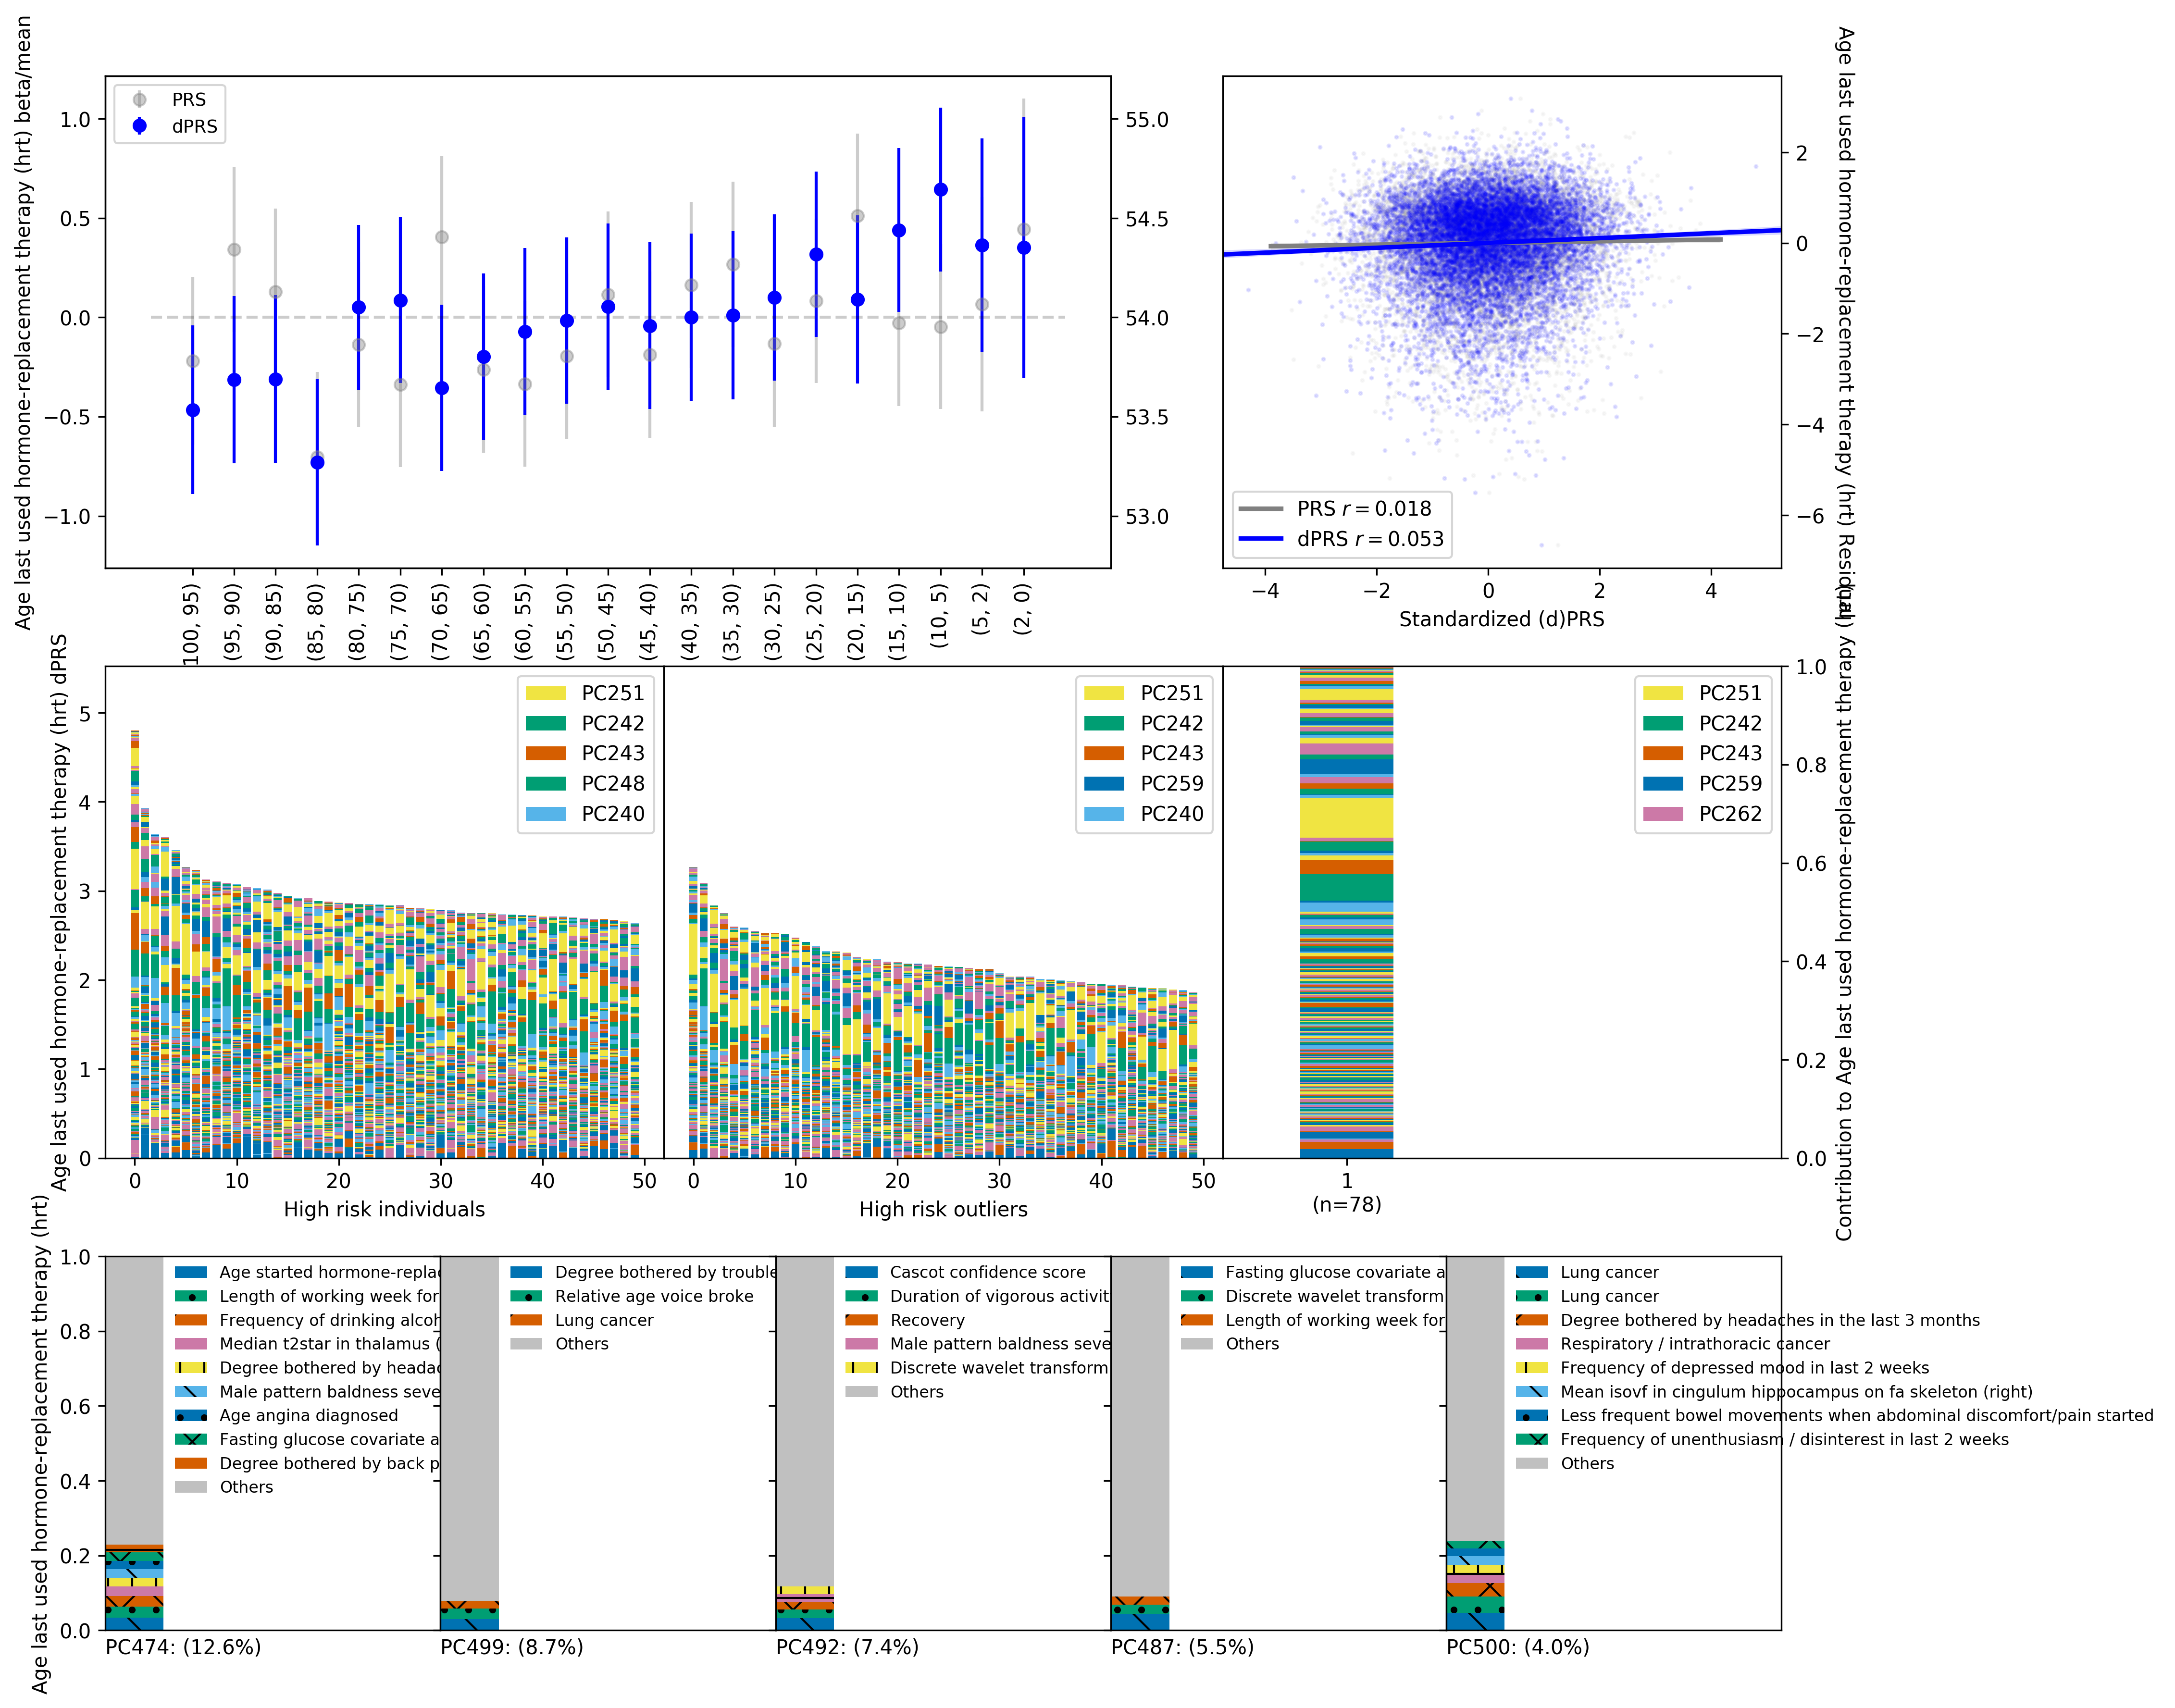 Age last used hormone-replacement therapy (hrt) beta/mean
1.0
0.5
0.0
−0.5
−1.0
PRS
dPRS
55.0
54.5
54.0
53.5
53.0
100, 95)
(95, 90)
(90, 85)
(85, 80)
(80, 75)
(75, 70)
(70, 65)
(65, 60)
(60, 55)
(55, 50)
(50, 45)
(45, 40)
(40, 35)
(35, 30)
(30, 25)
(25, 20)
(20, 15)
(15, 10)
(10, 5)
(5, 2)
(2, 0)
Age last used hormone-replacement therapy (hrt) Residual
2
0
−2
−4
−6
PRS r = 0.018
dPRS r = 0.053
−4
−2
0
2
4
Standardized (d)PRS
Age last used hormone-replacement therapy (hrt) dPRS
5
4
3
2
1
0
PC251
PC242
PC243
PC248
PC240
0
10
20
30
40
50
High risk individuals
PC251
PC242
PC243
PC259
PC240
0
10
20
30
40
50
High risk outliers
PC251
PC242
PC243
PC259
PC262
1
(n=78)
1.0
0.8
0.6
0.4
0.2
0.0
Contribution to Age last used hormone-replacement therapy (hrt)
Age last used hormone-replacement therapy (hrt)
1.0
0.8
0.6
0.4
0.2
0.0
Age started hormone-replac
Length of working week for
Frequency of drinking alcoh
Median t2star in thalamus (
Degree bothered by headac
Male pattern baldness seve
Age angina diagnosed
Fasting glucose covariate a
Degree bothered by back p
Others
PC474: (12.6%)
Degree bothered by trouble
Relative age voice broke
Lung cancer
Others
PC499: (8.7%)
Cascot confidence score
Duration of vigorous activit
Recovery
Male pattern baldness seve
Discrete wavelet transform
Others
PC492: (7.4%)
Fasting glucose covariate a
Discrete wavelet transform
Length of working week for
Others
PC487: (5.5%)
Lung cancer
Lung cancer
Degree bothered by headaches in the last 3 months
Respiratory / intrathoracic cancer
Frequency of depressed mood in last 2 weeks
Mean isovf in cingulum hippocampus on fa skeleton (right)
Less frequent bowel movements when abdominal discomfort/pain started
Frequency of unenthusiasm / disinterest in last 2 weeks
Others
PC500: (4.0%)